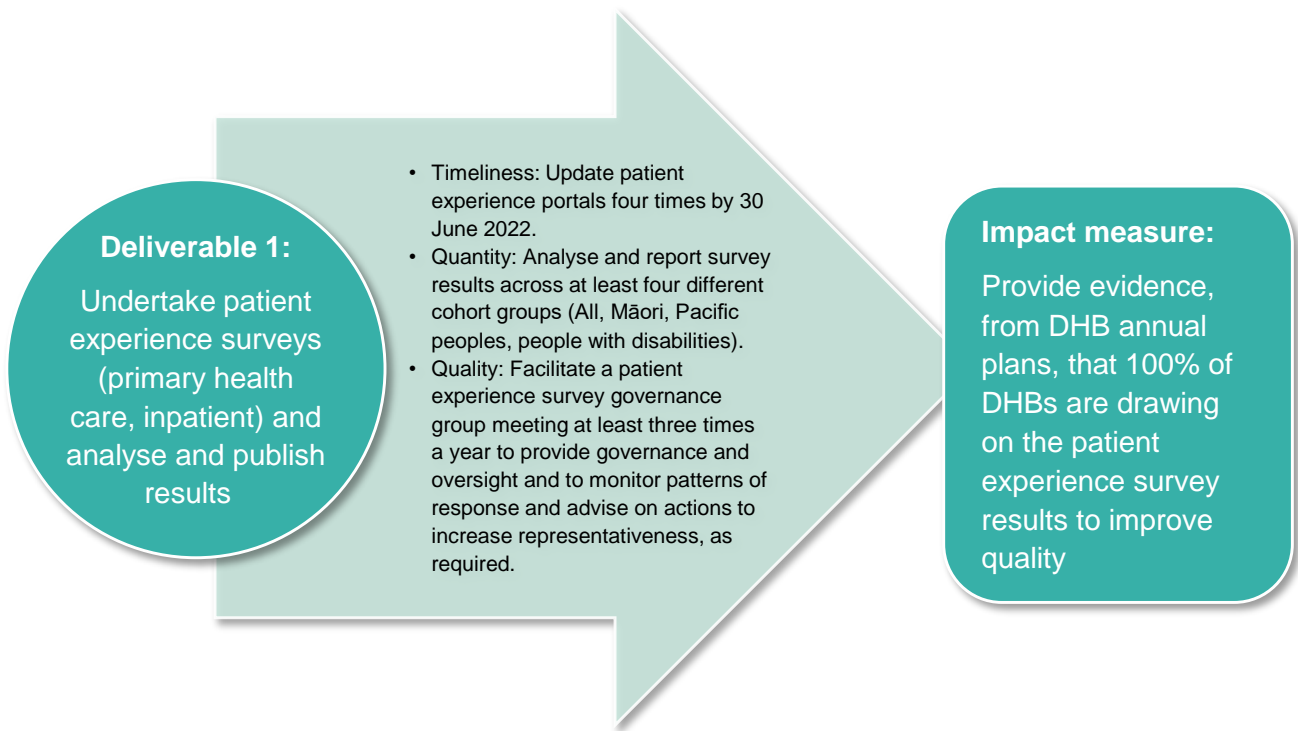 Deliverable 1:
Undertake patient
experience surveys
(primary health
care, inpatient) and
analyse and publish
results
• Timeliness: Update patient
experience portals four times by 30
June 2022.
• Quantity: Analyse and report survey
results across at least four different
cohort groups (All, Māori, Pacific
peoples, people with disabilities).
• Quality: Facilitate a patient
experience survey governance
group meeting at least three times
a year to provide governance and
oversight and to monitor patterns of
response and advise on actions to
increase representativeness, as
required.
Impact measure:
Provide evidence,
from DHB annual
plans, that 100% of
DHBs are drawing
on the patient
experience survey
results to improve
quality